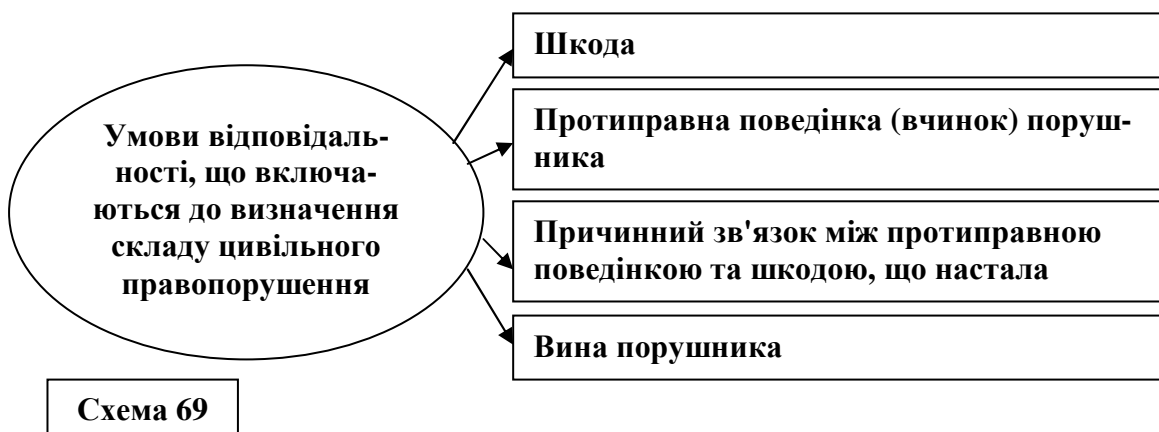 Умови відповідаль-
ності, що включа-
ються до визначення
складу цивільного
правопорушення
Шкода
Протиправна поведінка (вчинок) поруш-
ника
Причинний зв'язок між протиправною
поведінкою та шкодою, що настала
Вина порушника
Схема 69